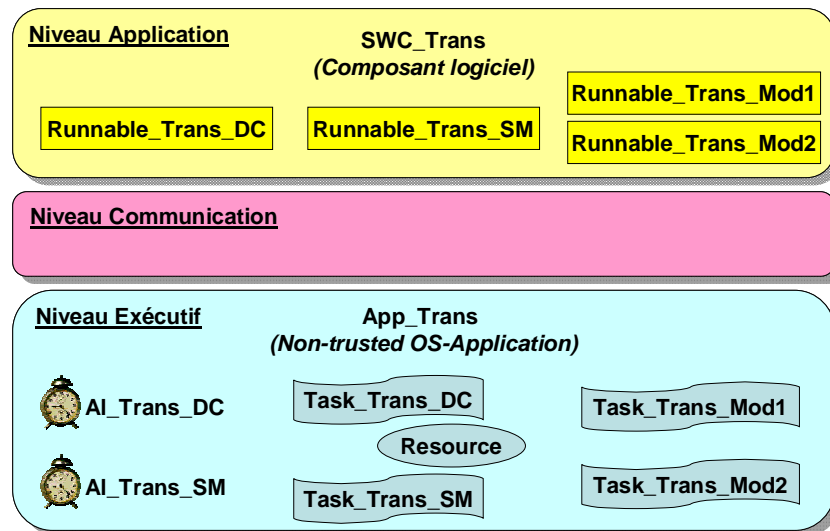 Niveau Application
SWC_Trans
(Composant logiciel)
Runnable_Trans_DC
Runnable_Trans_SM
Runnable_Trans_Mod1
Runnable_Trans_Mod2
Niveau Communication
Niveau Exécutif
App_Trans
(Non-trusted OS-Application)
Al_Trans_DC
Task_Trans_DC
Task_Trans_Mod1
Resource
Al_Trans_SM
Task_Trans_SM
Task_Trans_Mod2